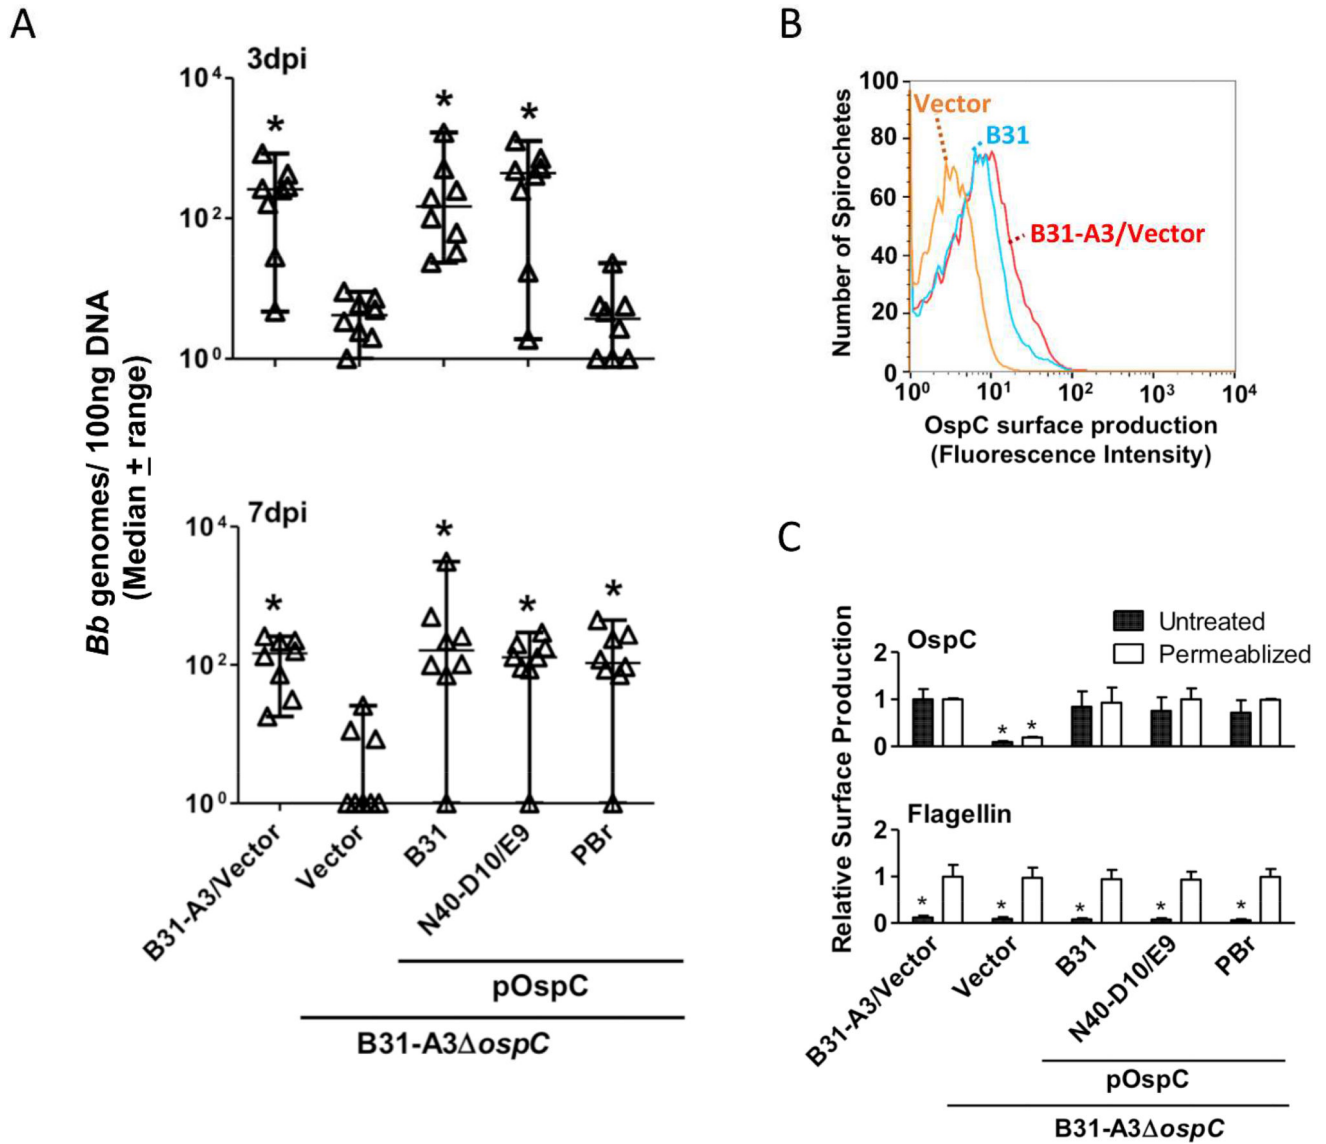 A
3dpi
10⁴
10²
10⁰
* * *
Bb genomes/ 100ng DNA
(Median ± range)
7dpi
10⁴
10²
10⁰
* * * *
B31-A3/Vector
Vector
B31
N40-D10/E9
PBr
pOspC
B31-A3ΔospC
B
Number of Spirochetes
100
80
60
40
20
0
Vector
B31
B31-A3/Vector
10⁰ 10¹ 10² 10³ 10⁴
OspC surface production
(Fluorescence Intensity)
C
Untreated
Permeablized
Relative Surface Production
OspC
2
1
0
* *
Flagellin
2
1
0
* * * * *
B31-A3/Vector
Vector
B31
N40-D10/E9
PBr
pOspC
B31-A3ΔospC